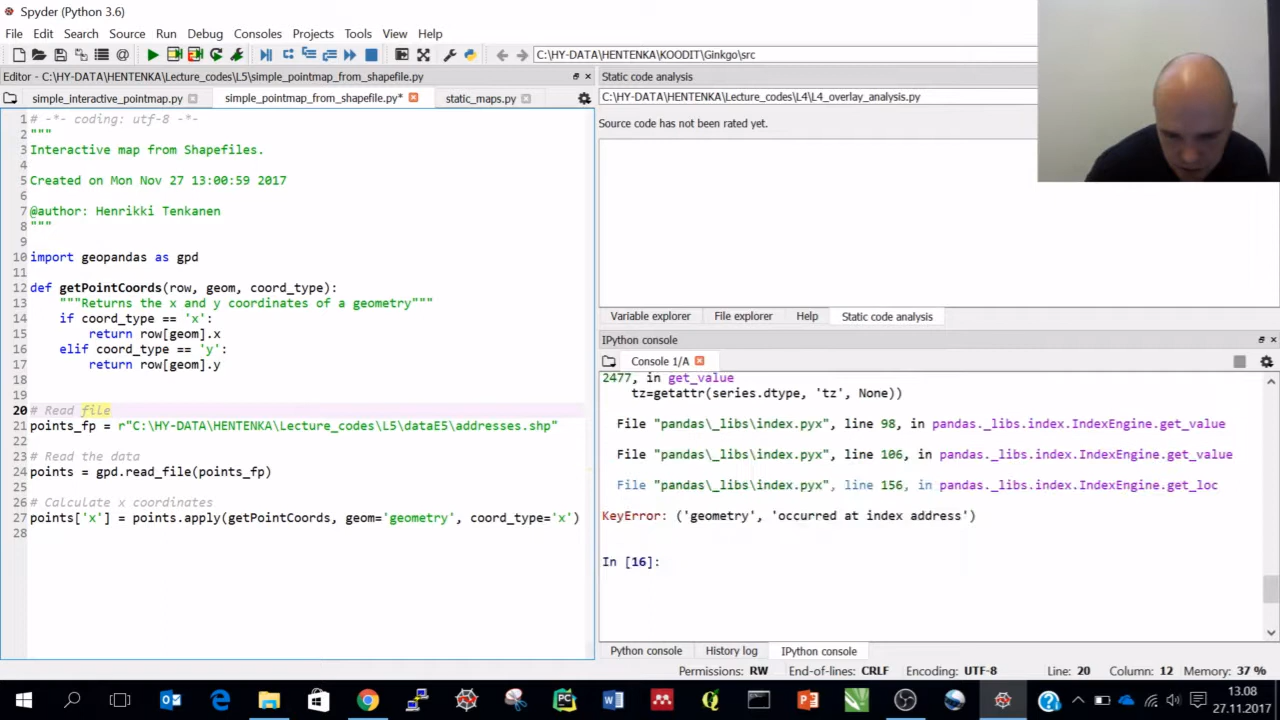 Spyder (Python 3.6)
File Edit Search Source Run Debug Consoles Projects Tools View Help
C:\HY-DATA\HENTENKA\KOODIT\Ginkgo\src
Editor - C:\HY-DATA\HENTENKA\Lecture_codes\L5\simple_pointmap_from_shapefile.py
simple_interactive_pointmap.py simple_pointmap_from_shapefile.py* static_maps.py
1 # -*- coding: utf-8 -*-
2 """
3 Interactive map from Shapefiles.
4
5 Created on Mon Nov 27 13:00:59 2017
6
7 @author: Henrikki Tenkanen
8 """
9
10 import geopandas as gpd
11
12 def getPointCoords(row, geom, coord_type):
13 """Returns the x and y coordinates of a geometry"""
14 if coord_type == 'x':
15 return row[geom].x
16 elif coord_type == 'y':
17 return row[geom].y
18
19
20 # Read file
21 points_fp = r"C:\HY-DATA\HENTENKA\Lecture_codes\L5\dataE5\addresses.shp"
22
23 # Read the data
24 points = gpd.read_file(points_fp)
25
26 # Calculate x coordinates
27 points['x'] = points.apply(getPointCoords, geom='geometry', coord_type='x')
28
Static code analysis
C:\HY-DATA\HENTENKA\Lecture_codes\L4\L4_overlay_analysis.py
Source code has not been rated yet.
Variable explorer File explorer Help Static code analysis
IPython console
Console 1/A
2477, in get_value
tz=getattr(series.dtype, 'tz', None))
File "pandas\_libs\index.pyx", line 98, in pandas._libs.index.IndexEngine.get_value
File "pandas\_libs\index.pyx", line 106, in pandas._libs.index.IndexEngine.get_value
File "pandas\_libs\index.pyx", line 156, in pandas._libs.index.IndexEngine.get_loc
KeyError: ('geometry', 'occurred at index address')
In [16]:
Python console History log IPython console
Permissions: RW End-of-lines: CRLF Encoding: UTF-8 Line: 20 Column: 12 Memory: 37 %
13.08
27.11.2017